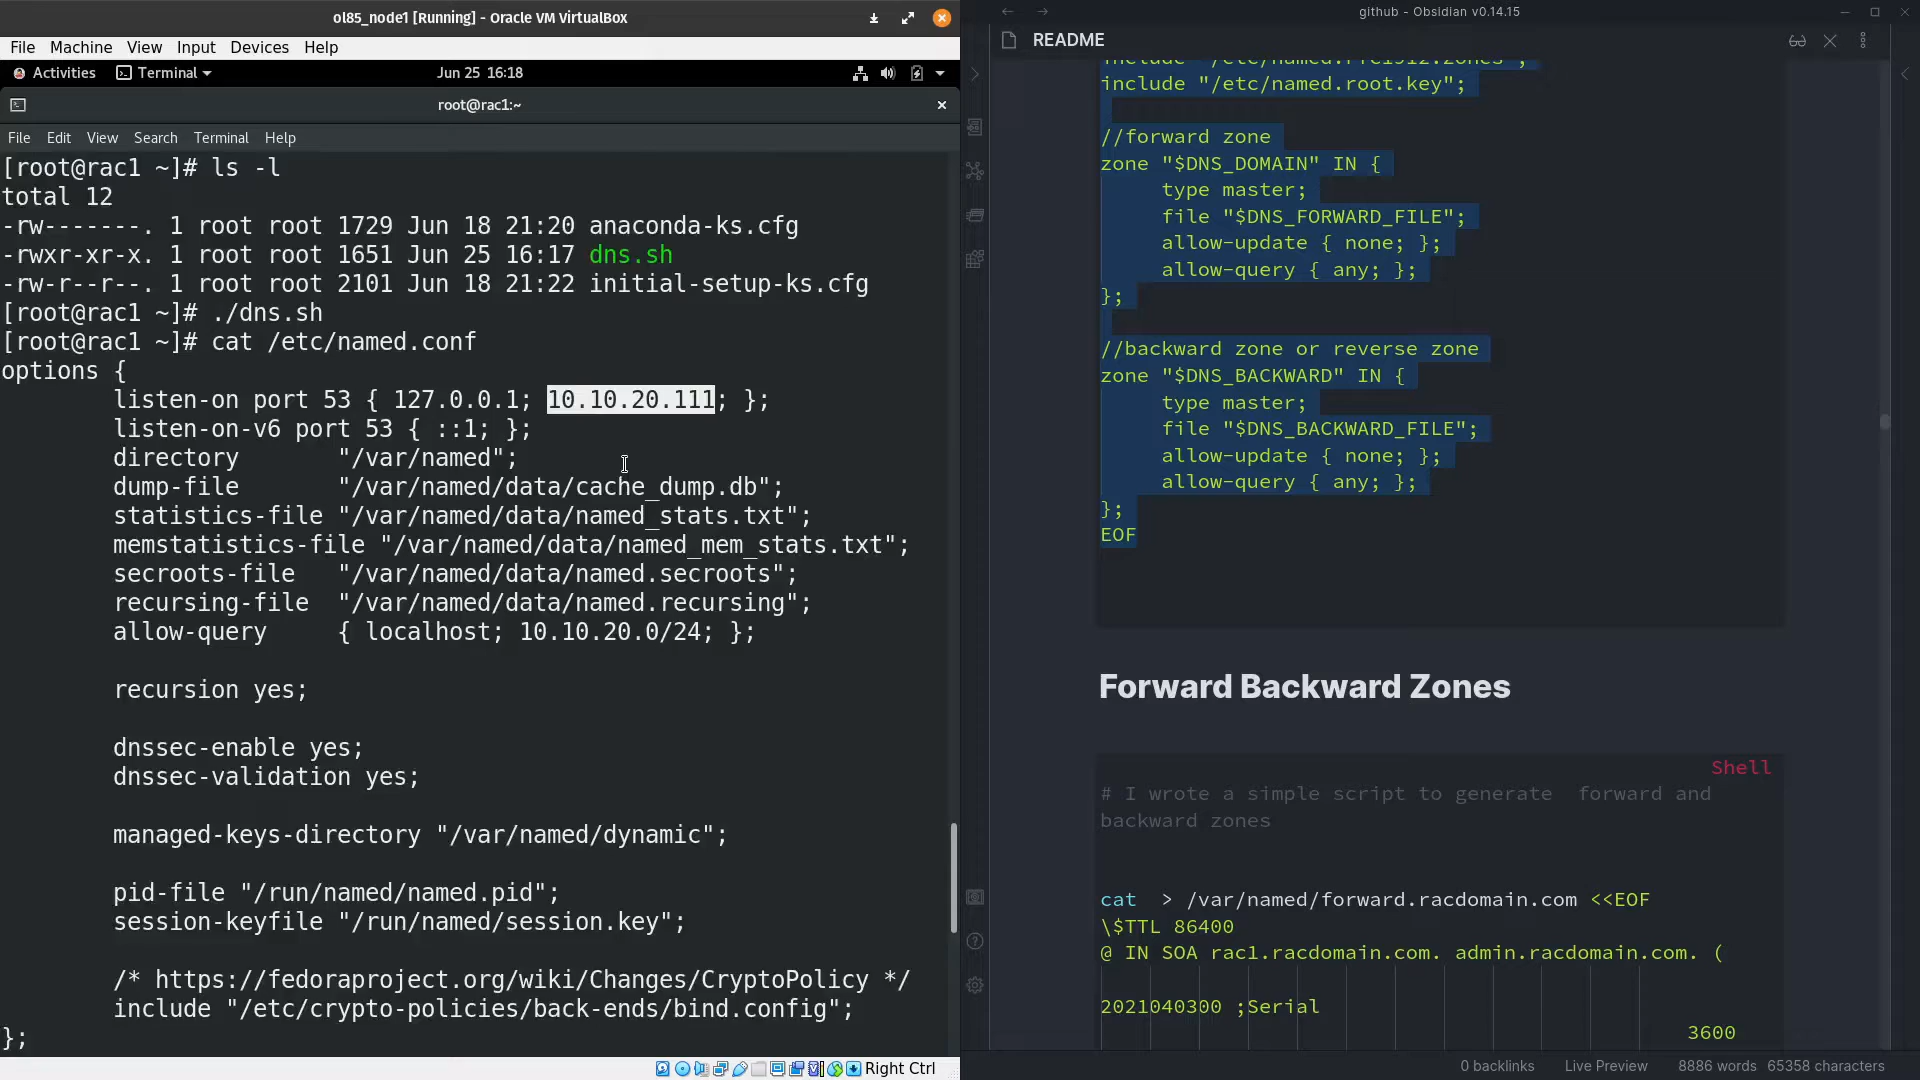 ol85_node1 [Running] - Oracle VM VirtualBox
File Machine View Input Devices Help
Activities Terminal Jun 25 16:18
root@rac1:~
File Edit View Search Terminal Help
[root@rac1 ~]# ls -l
total 12
-rw-------. 1 root root 1729 Jun 18 21:20 anaconda-ks.cfg
-rwxr-xr-x. 1 root root 1651 Jun 25 16:17 dns.sh
-rw-r--r--. 1 root root 2101 Jun 18 21:22 initial-setup-ks.cfg
[root@rac1 ~]# ./dns.sh
[root@rac1 ~]# cat /etc/named.conf
options {
        listen-on port 53 { 127.0.0.1; 10.10.20.111; };
        listen-on-v6 port 53 { ::1; };
        directory       "/var/named";
        dump-file       "/var/named/data/cache_dump.db";
        statistics-file "/var/named/data/named_stats.txt";
        memstatistics-file "/var/named/data/named_mem_stats.txt";
        secroots-file   "/var/named/data/named.secroots";
        recursing-file  "/var/named/data/named.recursing";
        allow-query     { localhost; 10.10.20.0/24; };
        recursion yes;
        dnssec-enable yes;
        dnssec-validation yes;
        managed-keys-directory "/var/named/dynamic";
        pid-file "/run/named/named.pid";
        session-keyfile "/run/named/session.key";
        /* https://fedoraproject.org/wiki/Changes/CryptoPolicy */
        include "/etc/crypto-policies/back-ends/bind.config";
};
Right Ctrl
github - Obsidian v0.14.15
README
include "/etc/named.rfc1912.zones";
include "/etc/named.root.key";
//forward zone
zone "$DNS_DOMAIN" IN {
     type master;
     file "$DNS_FORWARD_FILE";
     allow-update { none; };
     allow-query { any; };
};
//backward zone or reverse zone
zone "$DNS_BACKWARD" IN {
     type master;
     file "$DNS_BACKWARD_FILE";
     allow-update { none; };
     allow-query { any; };
};
EOF
Forward Backward Zones
Shell
# I wrote a simple script to generate  forward and
backward zones
cat  > /var/named/forward.racdomain.com <<EOF
\$TTL 86400
@ IN SOA rac1.racdomain.com. admin.racdomain.com. (
2021040300 ;Serial
3600
0 backlinks Live Preview 8886 words 65358 characters